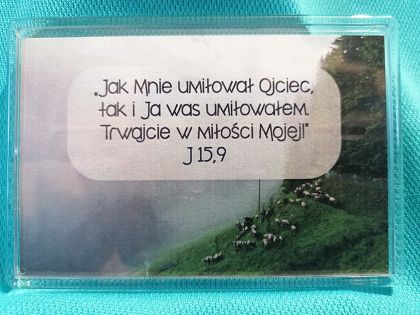 „Jak Mnie umiłował Ojciec,
tak i Ja was umiłowałem.
Trwajcie w miłości Mojej!"
J 15,9